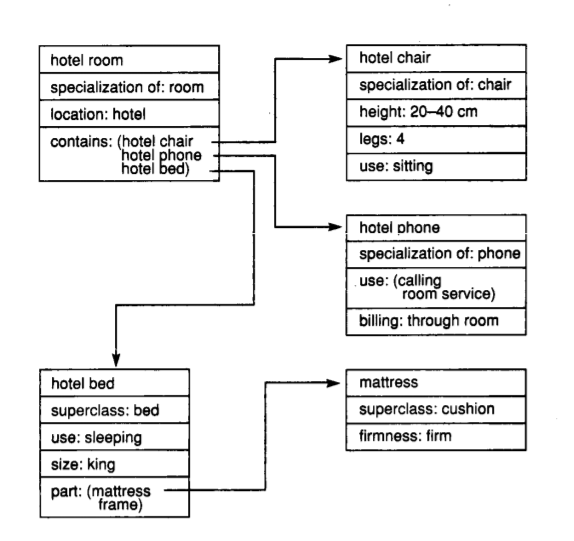 hotel room
specialization of: room
location: hotel
contains: (hotel chair
hotel phone
hotel bed)
hotel chair
specialization of: chair
height: 20–40 cm
legs: 4
use: sitting
hotel phone
specialization of: phone
use: (calling
room service)
billing: through room
hotel bed
superclass: bed
use: sleeping
size: king
part: (mattress
frame)
mattress
superclass: cushion
firmness: firm